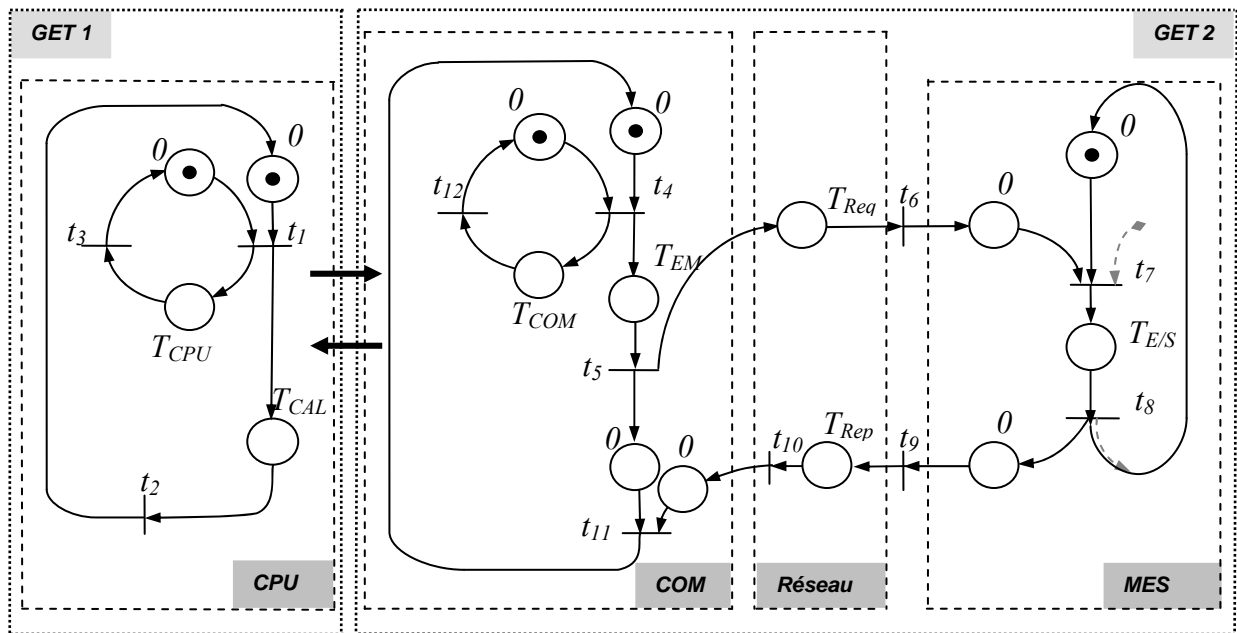 GET 1
GET 2
0
0
t3
t1
TCPU
TCAL
t2
CPU
0
0
t12
t4
TEM
TCOM
t5
0
0
t11
COM
TReq
t6
TRep
t10
t9
Réseau
0
0
t7
TE/S
t8
0
MES